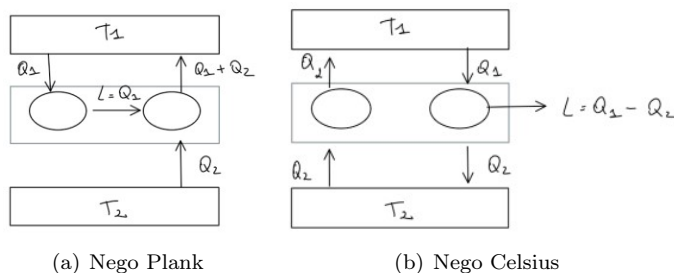 T1
Q1
L=Q1
Q1+Q2
Q2
T2
(a) Nego Plank
T1
Q2
Q1
L=Q1-Q2
Q2
Q2
T2
(b) Nego Celsius